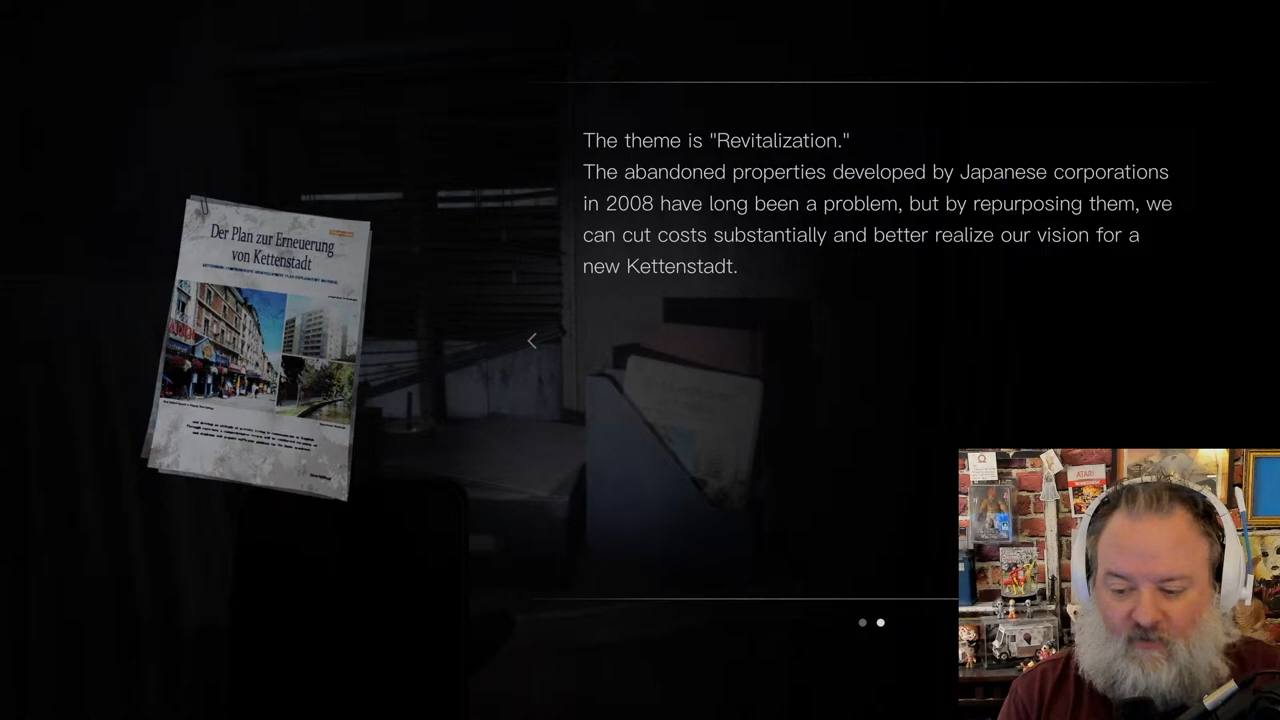 The theme is "Revitalization."
The abandoned properties developed by Japanese corporations
in 2008 have long been a problem, but by repurposing them, we
can cut costs substantially and better realize our vision for a
new Kettenstadt.
Der Plan zur Erneuerung
von Kettenstadt
ATARI